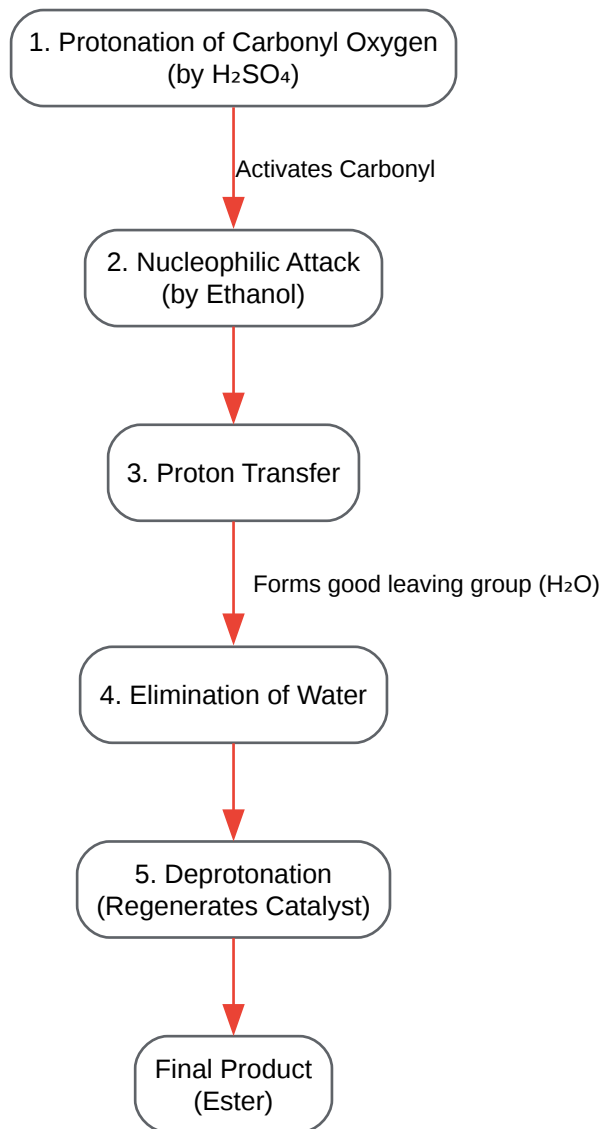 1. Protonation of Carbonyl Oxygen
(by H₂SO₄)
Activates Carbonyl
2. Nucleophilic Attack
(by Ethanol)
3. Proton Transfer
Forms good leaving group (H₂O)
4. Elimination of Water
5. Deprotonation
(Regenerates Catalyst)
Final Product
(Ester)